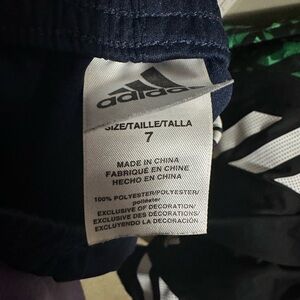 adidas
SIZE/TAILLE/TALLA
7
MADE IN CHINA
FABRIQUÉ EN CHINE
HECHO EN CHINA
100% POLYESTER/POLYESTER/
poliéster
EXCLUSIVE OF DECORATION/
EXCLUSIVE DES DÉCORATIONS/
EXCLUYENDO LA DECORACIÓN